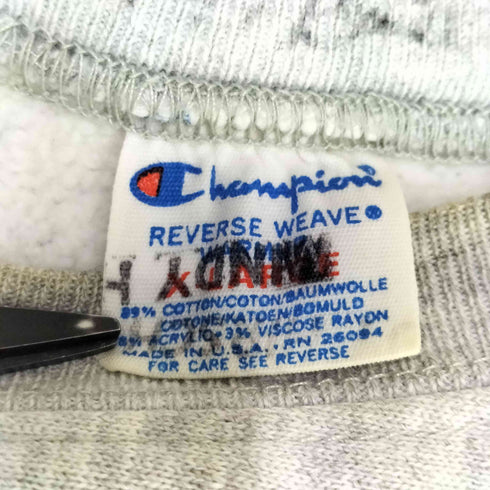 Champion
REVERSE WEAVE
WARMUP
X LARGE
89% COTTON/COTON/BAUMWOLLE
COTONE/KATOEN/BOMULD
8% ACRYLIC • 3% VISCOSE RAYON
MADE IN U.S.A. RN 26094
FOR CARE SEE REVERSE